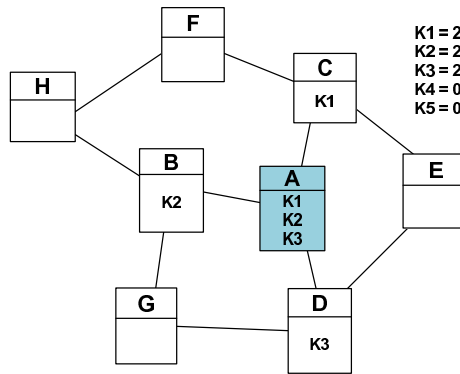 F
C
K1
K1 = 2
K2 = 2
K3 = 2
K4 = 0
K5 = 0
H
B
K2
A
K1
K2
K3
E
G
D
K3